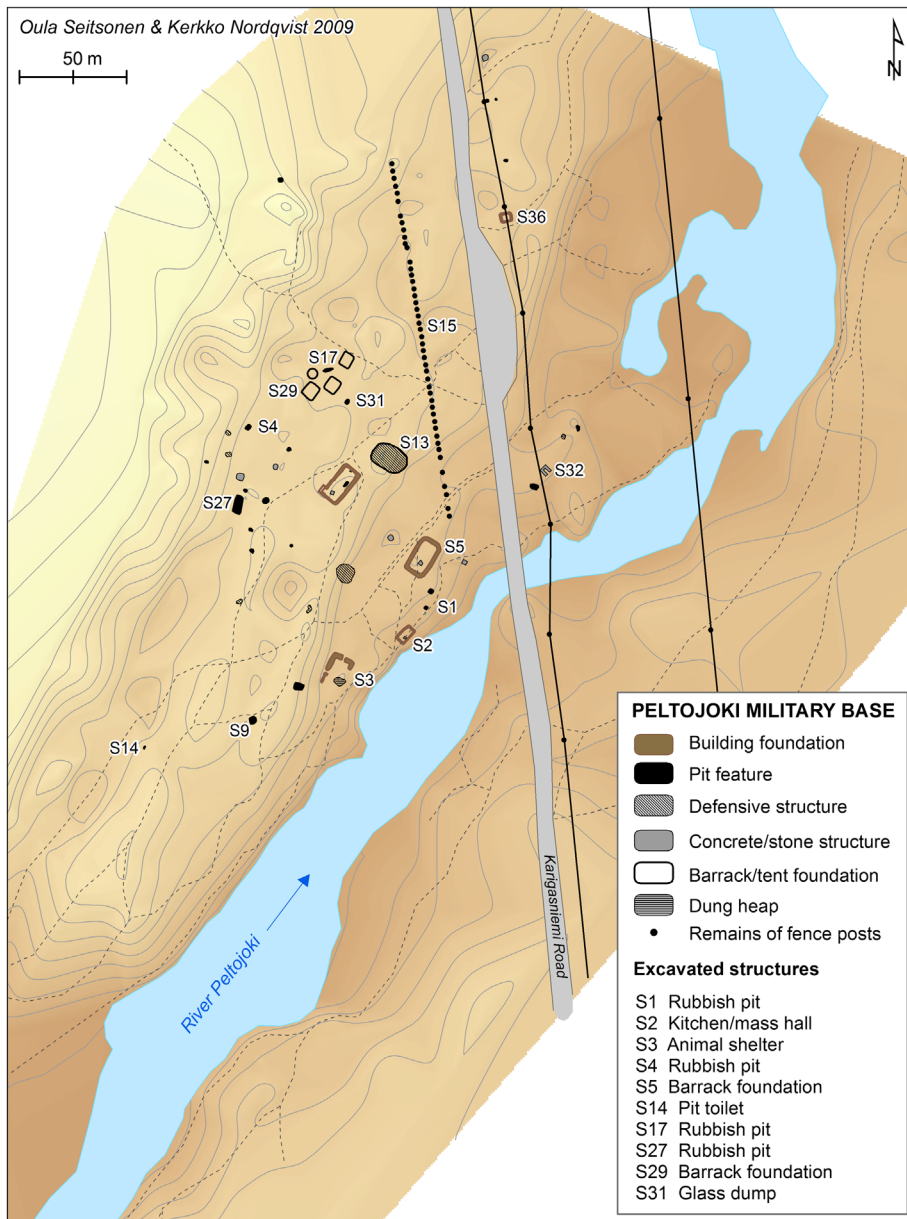 Oula Seitsonen & Kerkko Nordqvist 2009
50 m
N
S36
S15
S17
S29
S31
S4
S13
S32
S27
S5
S1
S2
S3
S9
S14
River Peltojoki
Karigasniemi Road
PELTOJOKI MILITARY BASE
Building foundation
Pit feature
Defensive structure
Concrete/stone structure
Barrack/tent foundation
Dung heap
Remains of fence posts
Excavated structures
S1 Rubbish pit
S2 Kitchen/mass hall
S3 Animal shelter
S4 Rubbish pit
S5 Barrack foundation
S14 Pit toilet
S17 Rubbish pit
S27 Rubbish pit
S29 Barrack foundation
S31 Glass dump